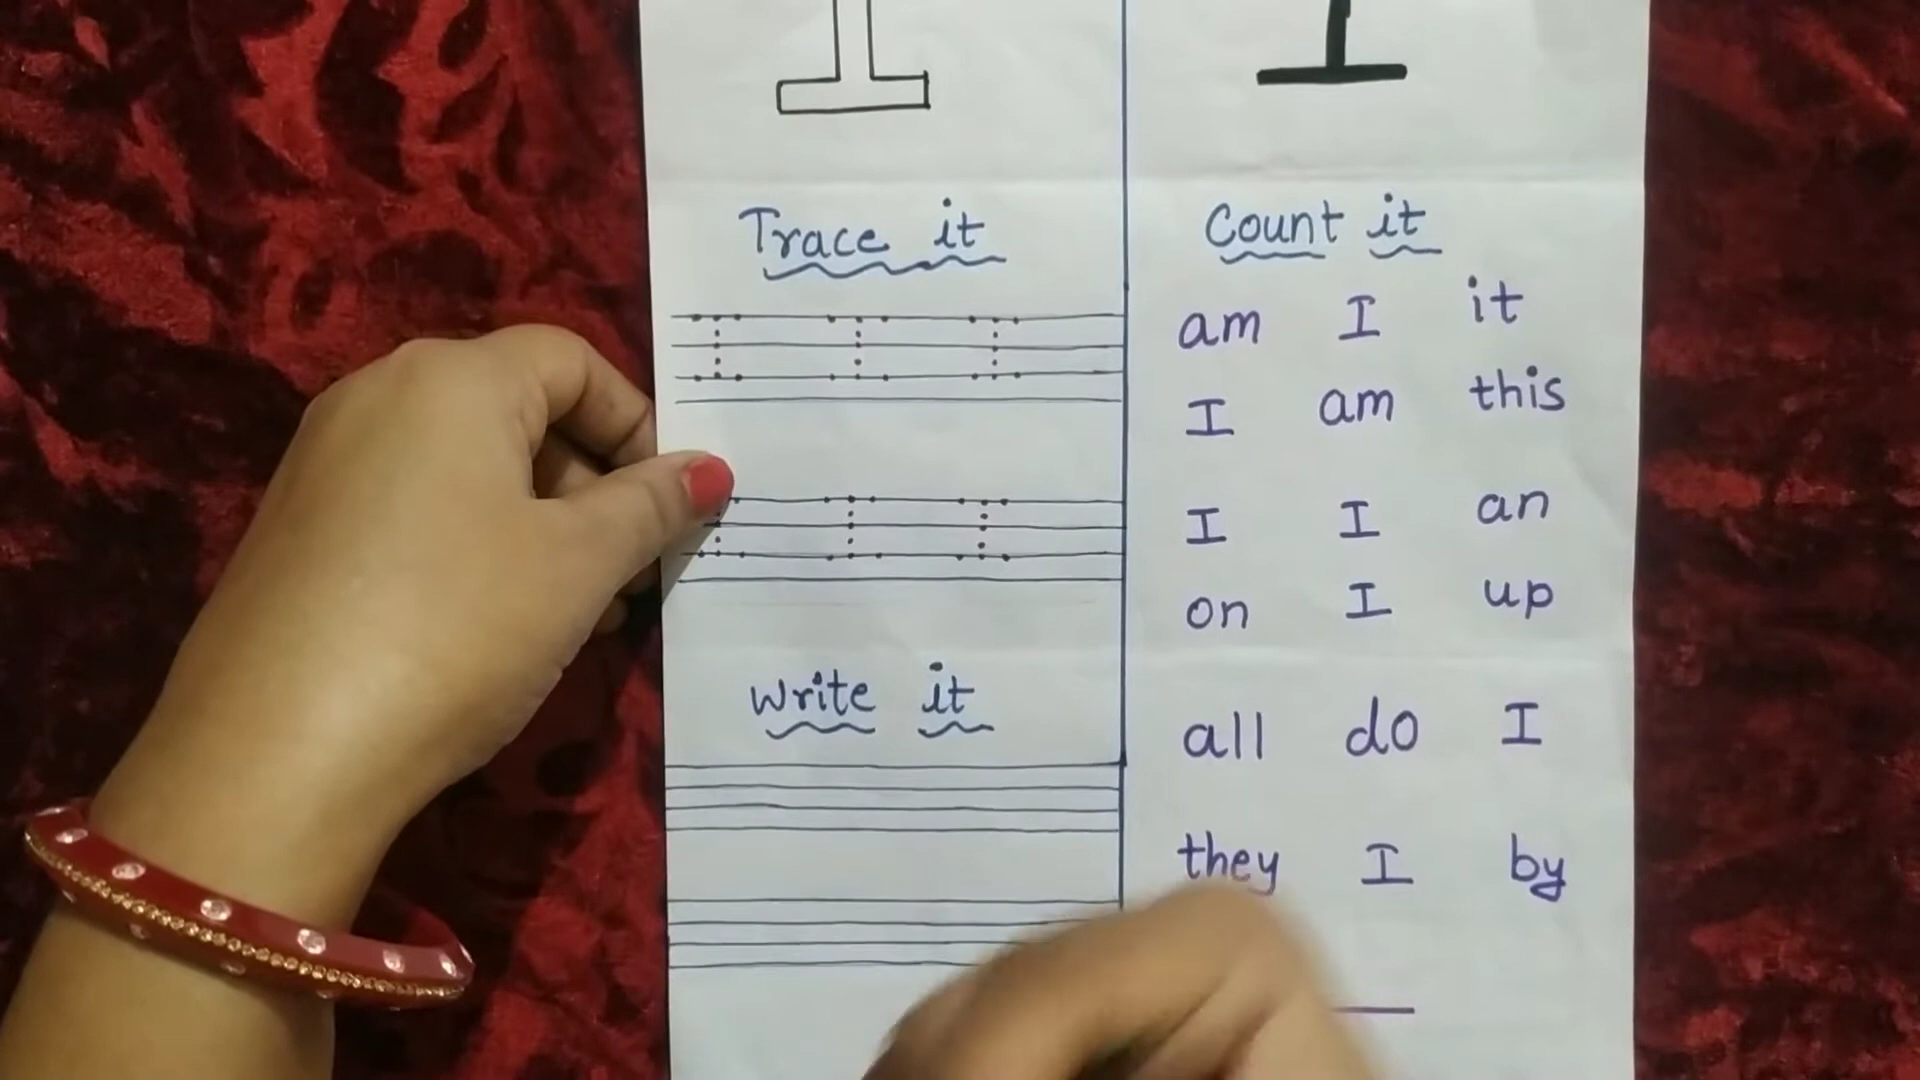 I
I
Trace it
I I I
I I I
Write it
Count it
am I it
I am this
I I an
on I up
all do I
they I by